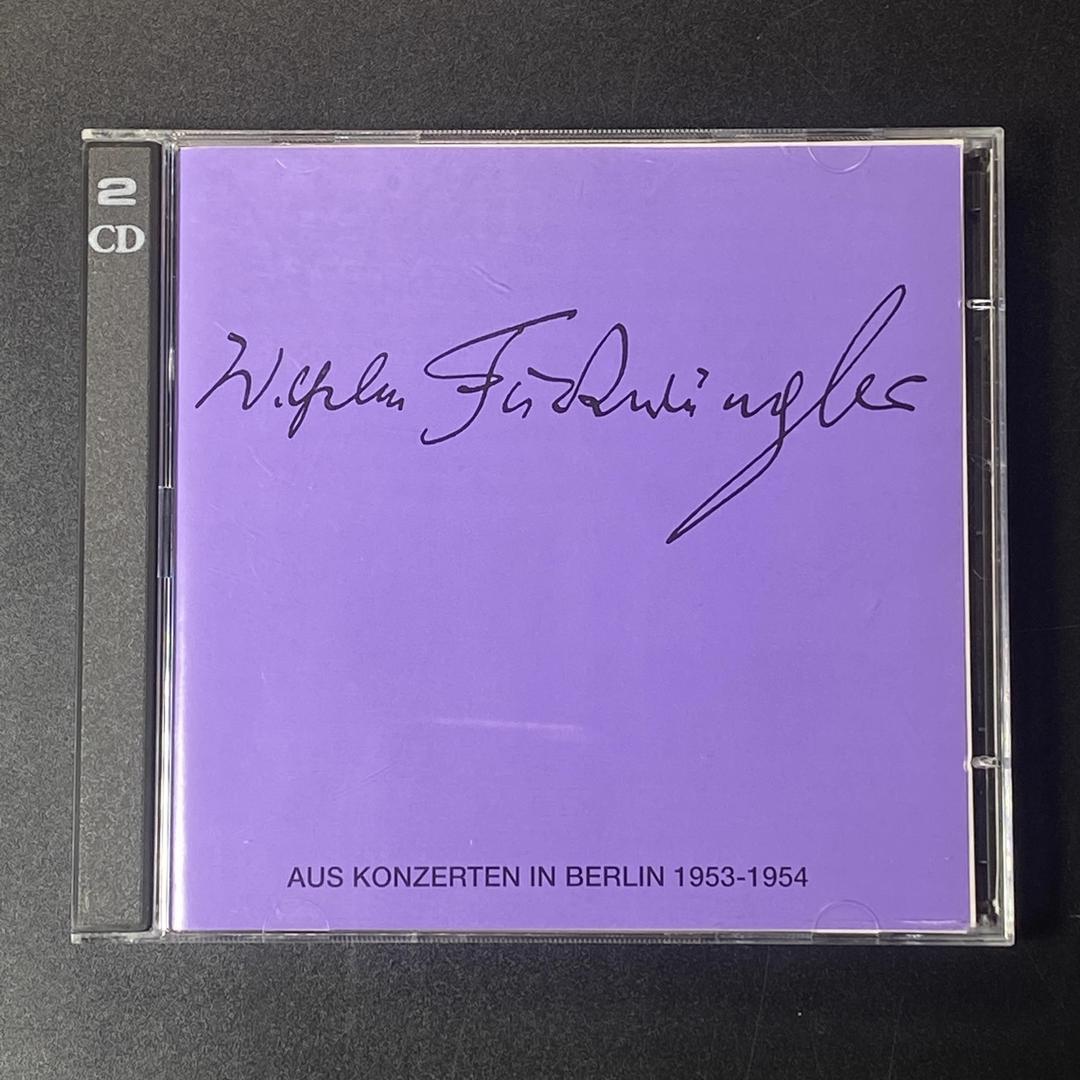 2
CD
Wilhelm Furtwängler
AUS KONZERTEN IN BERLIN 1953-1954